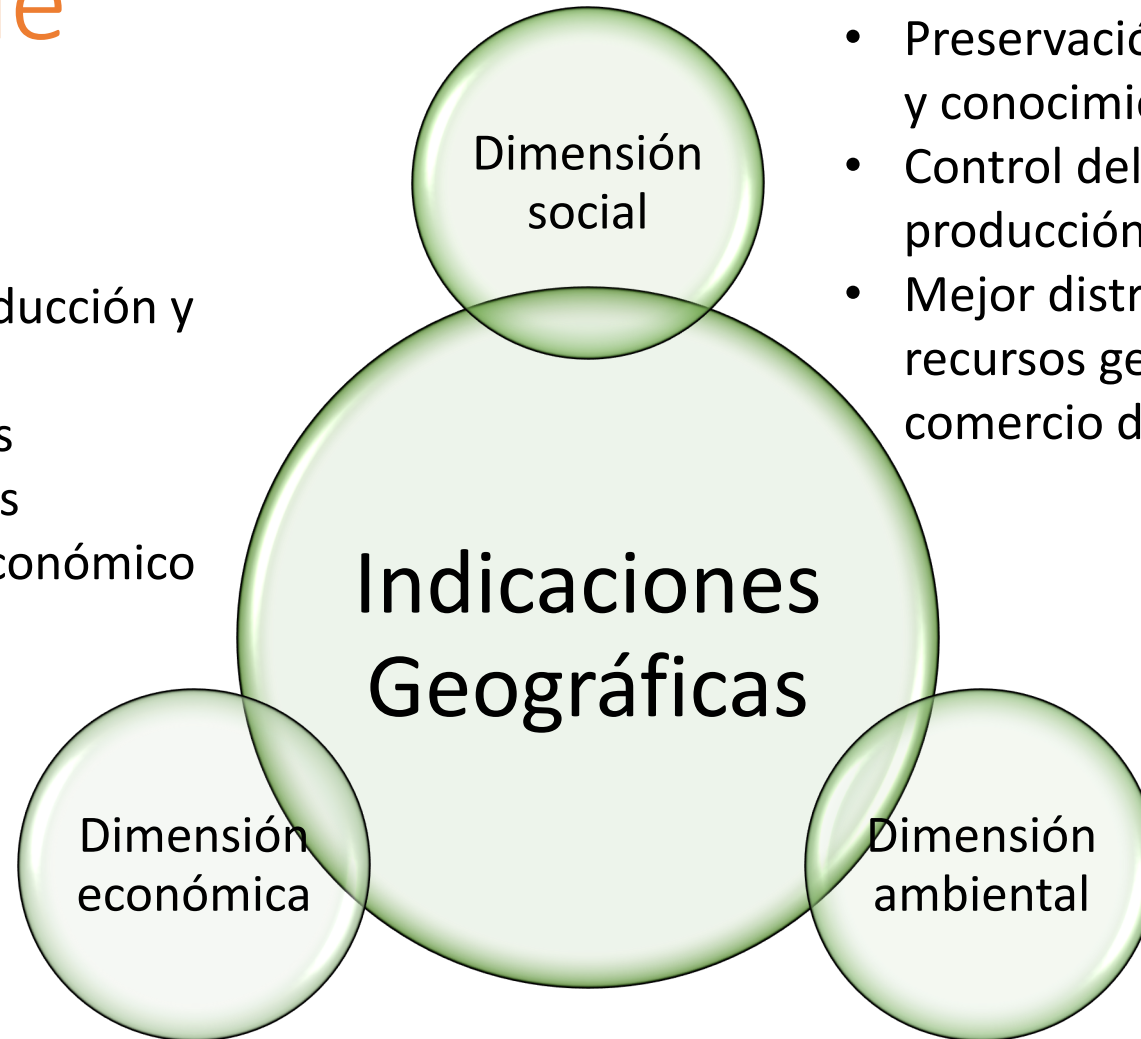 • Preservació
y conocimie
• Control del
producción
• Mejor distr
recursos ge
comercio d
Dimensión
social
ducción y
s
s
conómico
Indicaciones
Geográficas
Dimensión
económica
Dimensión
ambiental